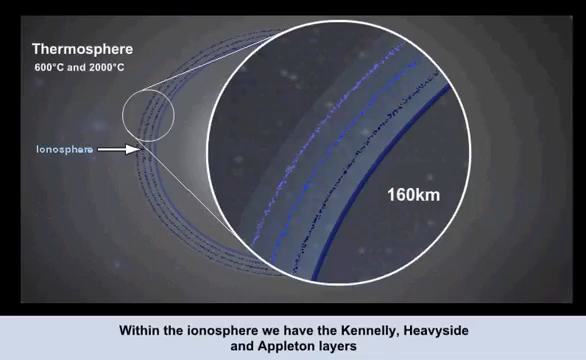 Thermosphere
600°C and 2000°C
Ionosphere
160km
Within the ionosphere we have the Kennelly, Heavyside
and Appleton layers